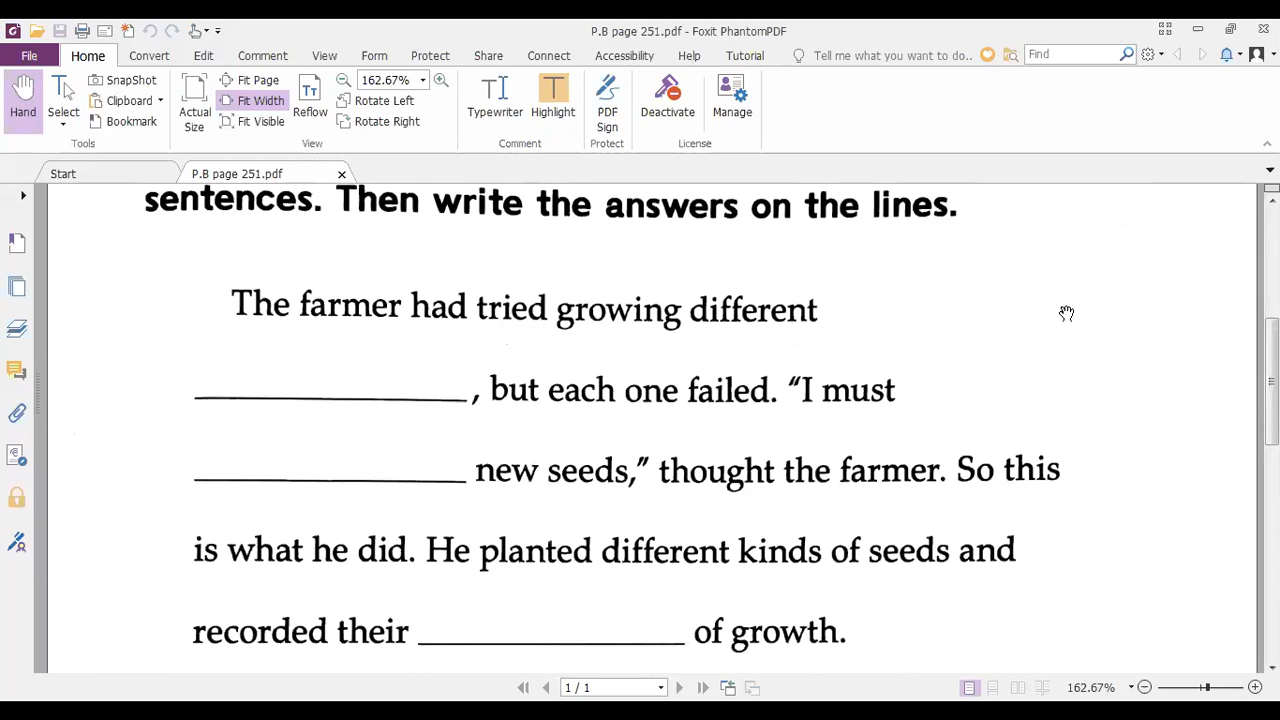 P.B page 251.pdf - Foxit PhantomPDF
File Home Convert Edit Comment View Form Protect Share Connect Accessibility Help Tutorial Tell me what you want to do.. Find
Hand
Select
SnapShot
Clipboard
Bookmark
Tools
Actual Size
Fit Page
Fit Width
Fit Visible
Reflow
162.67%
Rotate Left
Rotate Right
View
Typewriter
Highlight
Comment
PDF Sign
Protect
Deactivate
Manage
License
Start P.B page 251.pdf
sentences. Then write the answers on the lines.
The farmer had tried growing different
, but each one failed. “I must
new seeds,” thought the farmer. So this
is what he did. He planted different kinds of seeds and
recorded their of growth.
1 / 1
162.67%